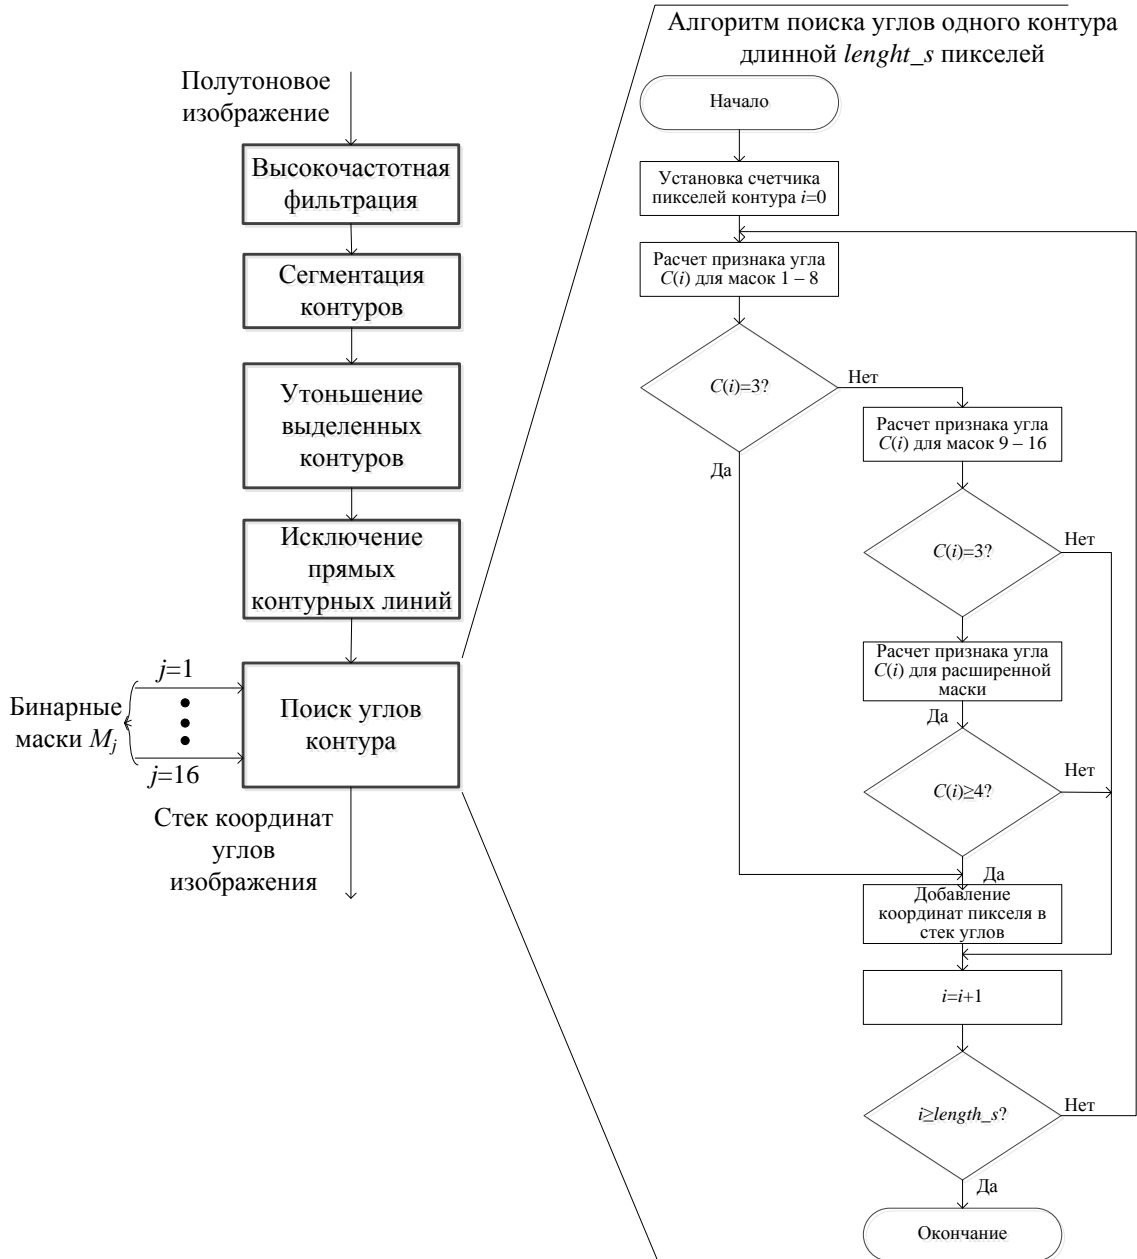 Полутоновое
изображение
Высокочастотная
фильтрация
Сегментация
контуров
Утоньшение
выделенных
контуров
Исключение
прямых
контурных линий
j=1
Бинарные
маски Mj
j=16
Поиск углов
контура
Стек координат
углов
изображения
Алгоритм поиска углов одного контура
длинной lenght_s пикселей
Начало
Установка счетчика
пикселей контура i=0
Расчет признака угла
C(i) для масок 1 – 8
C(i)=3?
Нет
Да
Расчет признака угла
C(i) для масок 9 – 16
C(i)=3?
Нет
Расчет признака угла
C(i) для расширенной
маски
Да
C(i)≥4?
Нет
Да
Добавление
координат пикселя в
стек углов
i=i+1
i≥length_s?
Нет
Да
Окончание